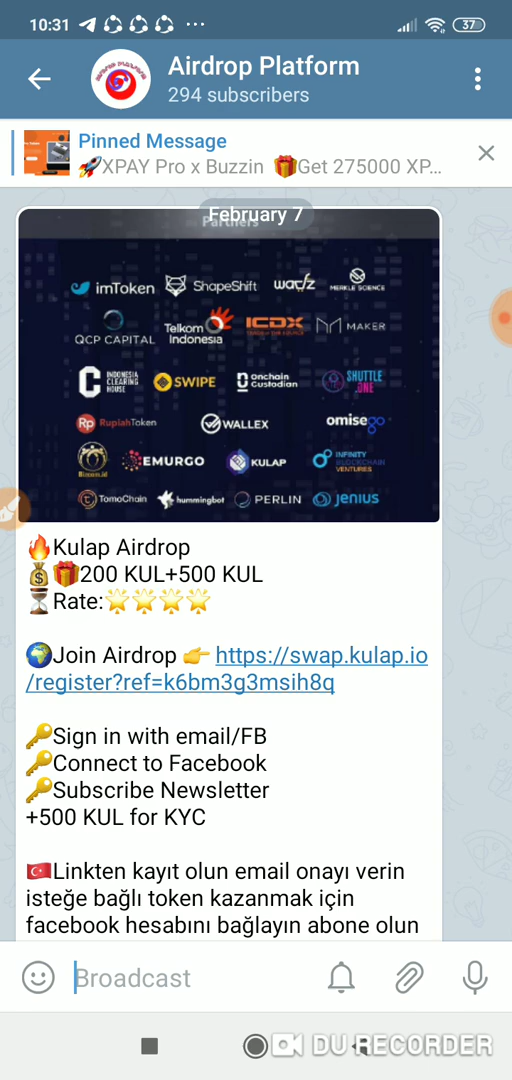 10:31
37
Airdrop Platform
294 subscribers
Pinned Message
🚀XPAY Pro x Buzzin 🎁Get 275000 XP...
February 7
Partners
imToken ShapeShift
MERKLE SCIENCE
QCP CAPITAL Telkom Indonesia ICDX MAKER
INDONESIA CLEARING HOUSE SWIPE Onchain Custodian SHUTTLE ONE
Rp RupiahToken WALLEX omisego
EMURGO KULAP INFINITY BLOCKCHAIN VENTURES
TomoChain hummingbot PERLIN Jenius
🔥Kulap Airdrop
💰🎁200 KUL+500 KUL
⏳Rate:🌟🌟🌟🌟
🌍Join Airdrop 👉 https://swap.kulap.io
/register?ref=k6bm3g3msih8q
🔑Sign in with email/FB
🔑Connect to Facebook
🔑Subscribe Newsletter
+500 KUL for KYC
🇹🇷Linkten kayıt olun email onayı verin
isteğe bağlı token kazanmak için
facebook hesabını bağlayın abone olun
Broadcast
DU RECORDER